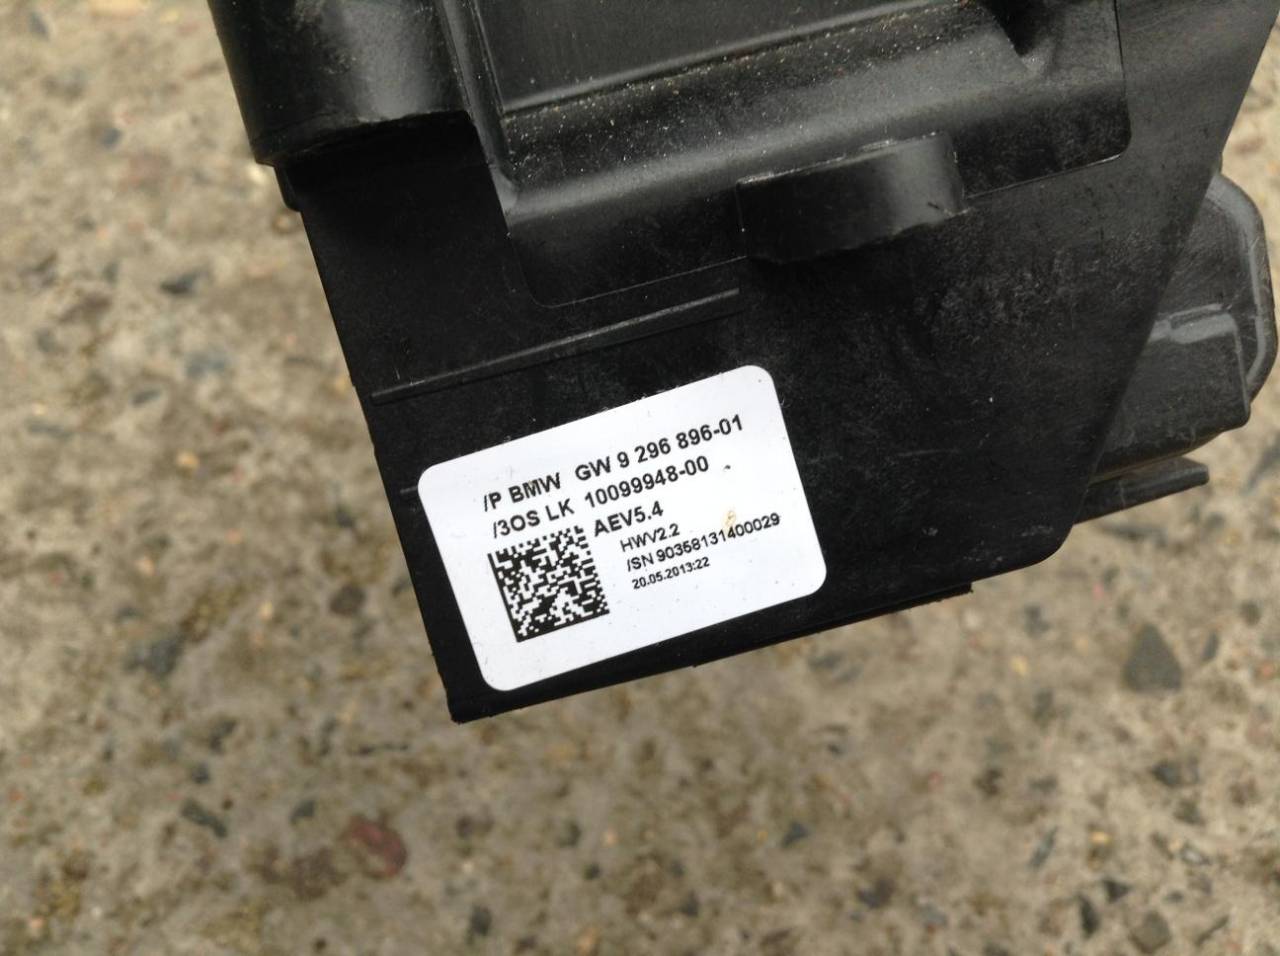 /P BMW GW 9 296 896-01
/3OS LK 10099948-00
AEV5.4
HWV2.2
/SN 90358131400029
20.05.2013:22